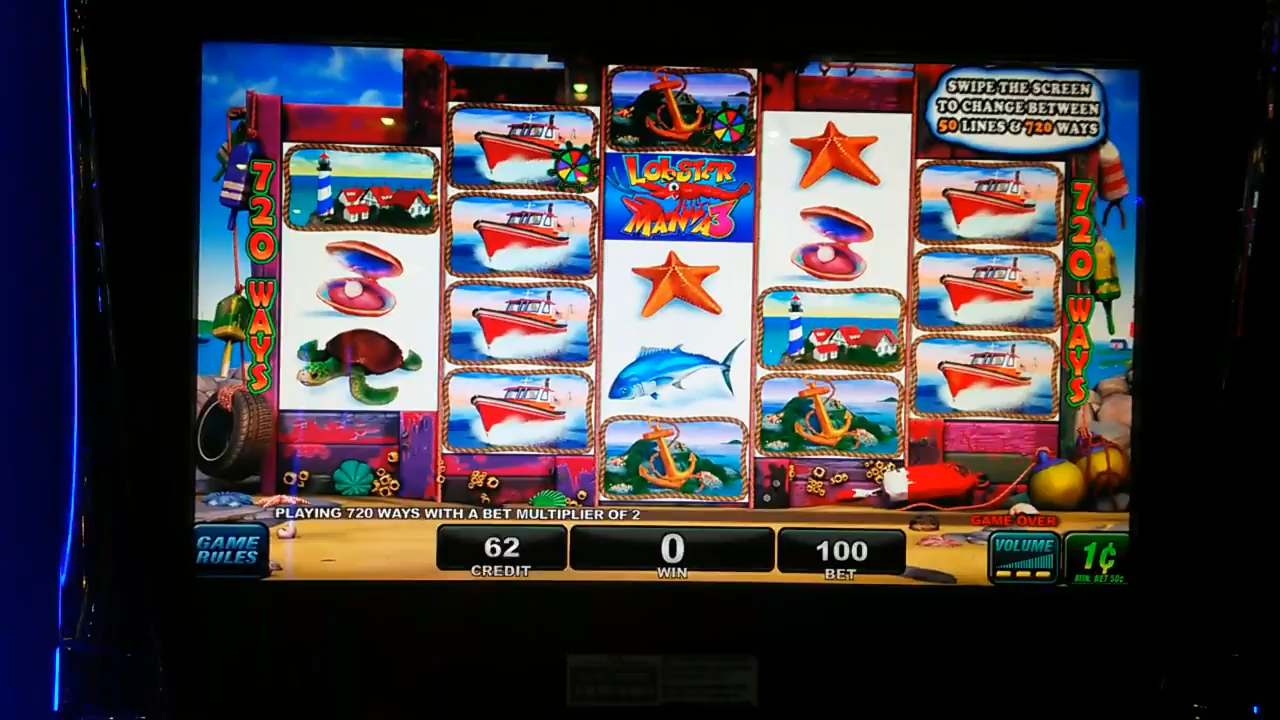 SWIPE THE SCREEN
TO CHANGE BETWEEN
50 LINES & 720 WAYS
720 WAYS
LOBSTER
MANIA 3
720 WAYS
PLAYING 720 WAYS WITH A BET MULTIPLIER OF 2
GAME OVER
GAME
RULES
62
CREDIT
0
WIN
100
BET
VOLUME
1¢
MIN. BET 50¢